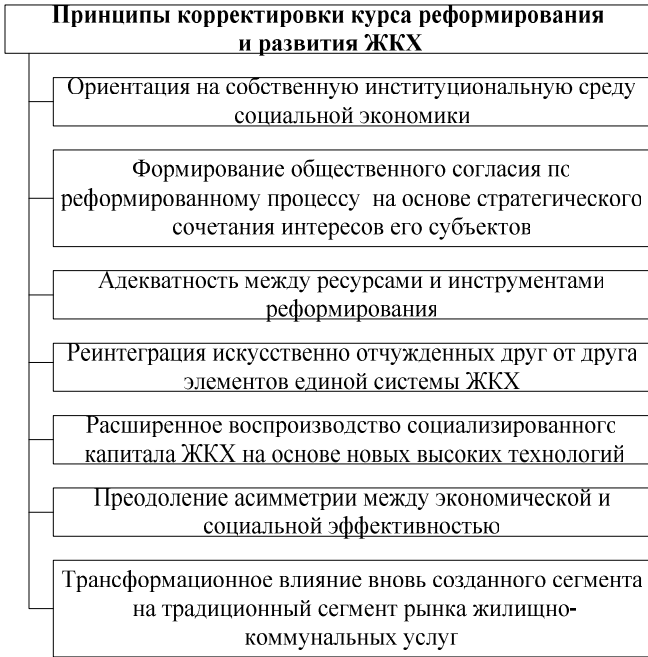 Принципы корректировки курса реформирования
и развития ЖКХ
Ориентация на собственную институциональную среду
социальной экономики
Формирование общественного согласия по
реформированному процессу на основе стратегического
сочетания интересов его субъектов
Адекватность между ресурсами и инструментами
реформирования
Реинтеграция искусственно отчужденных друг от друга
элементов единой системы ЖКХ
Расширенное воспроизводство социализированного
капитала ЖКХ на основе новых высоких технологий
Преодоление асимметрии между экономической и
социальной эффективностью
Трансформационное влияние вновь созданного сегмента
на традиционный сегмент рынка жилищно-
коммунальных услуг